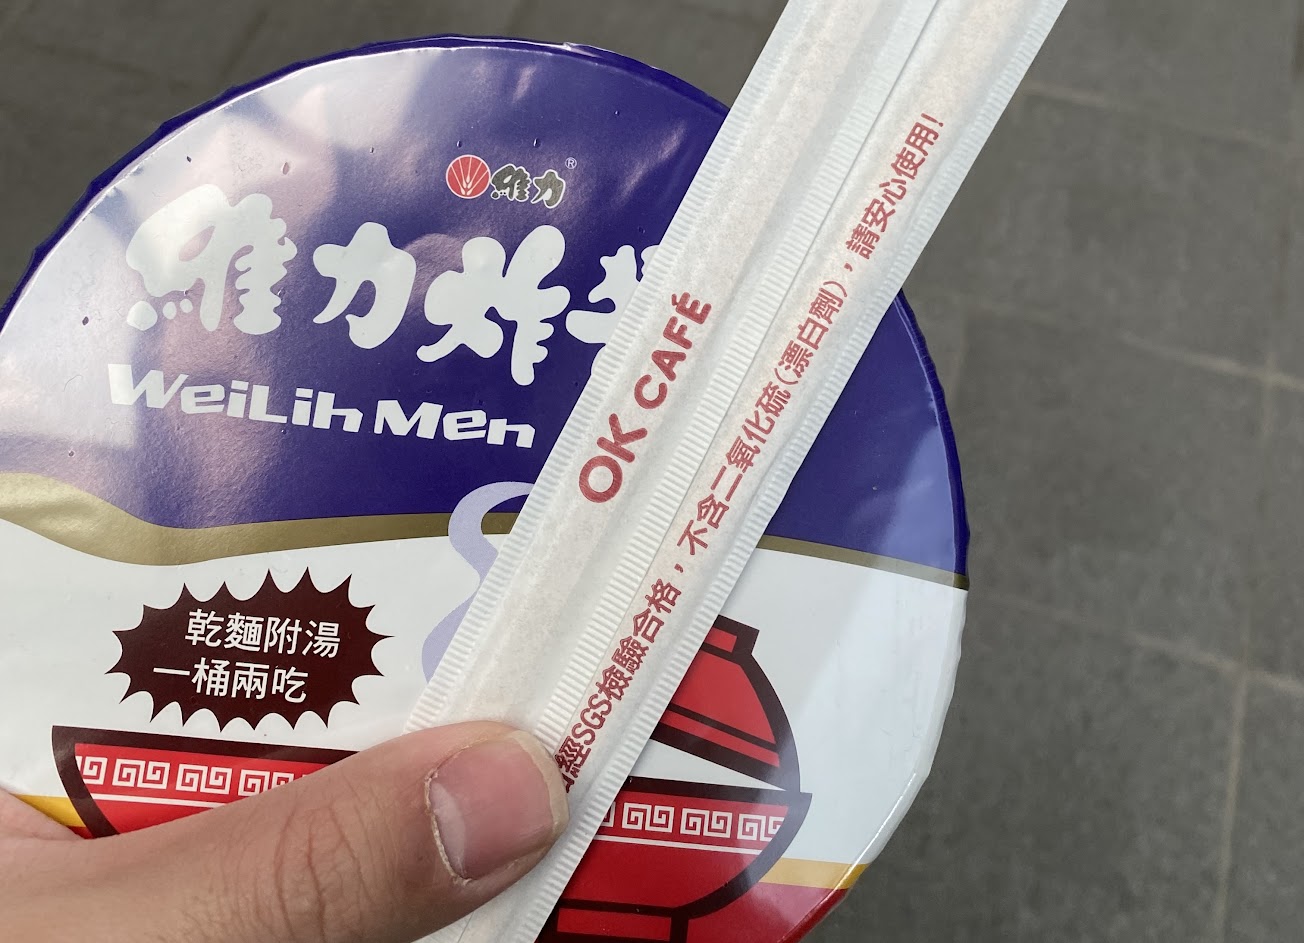 維力®
維力炸
WeiLih Men
乾麵附湯
一桶兩吃
OK CAFÉ
經SGS檢驗合格，不含二氧化硫(漂白劑)，請安心使用!